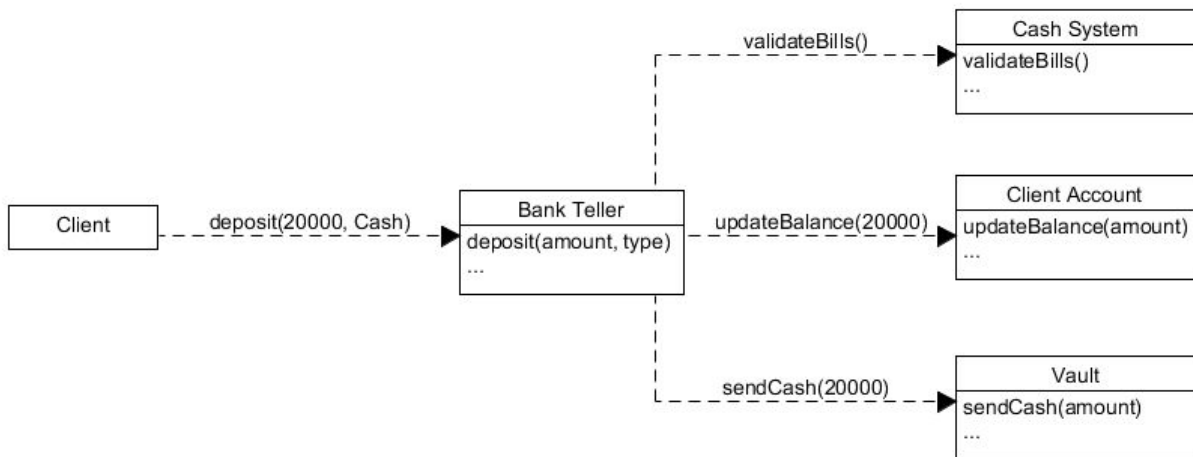 Cash System
validateBills()
validateBills()
...
Client
deposit(20000, Cash)
Bank Teller
deposit(amount, type)
...
updateBalance(20000)
Client Account
updateBalance(amount)
...
sendCash(20000)
Vault
sendCash(amount)
...